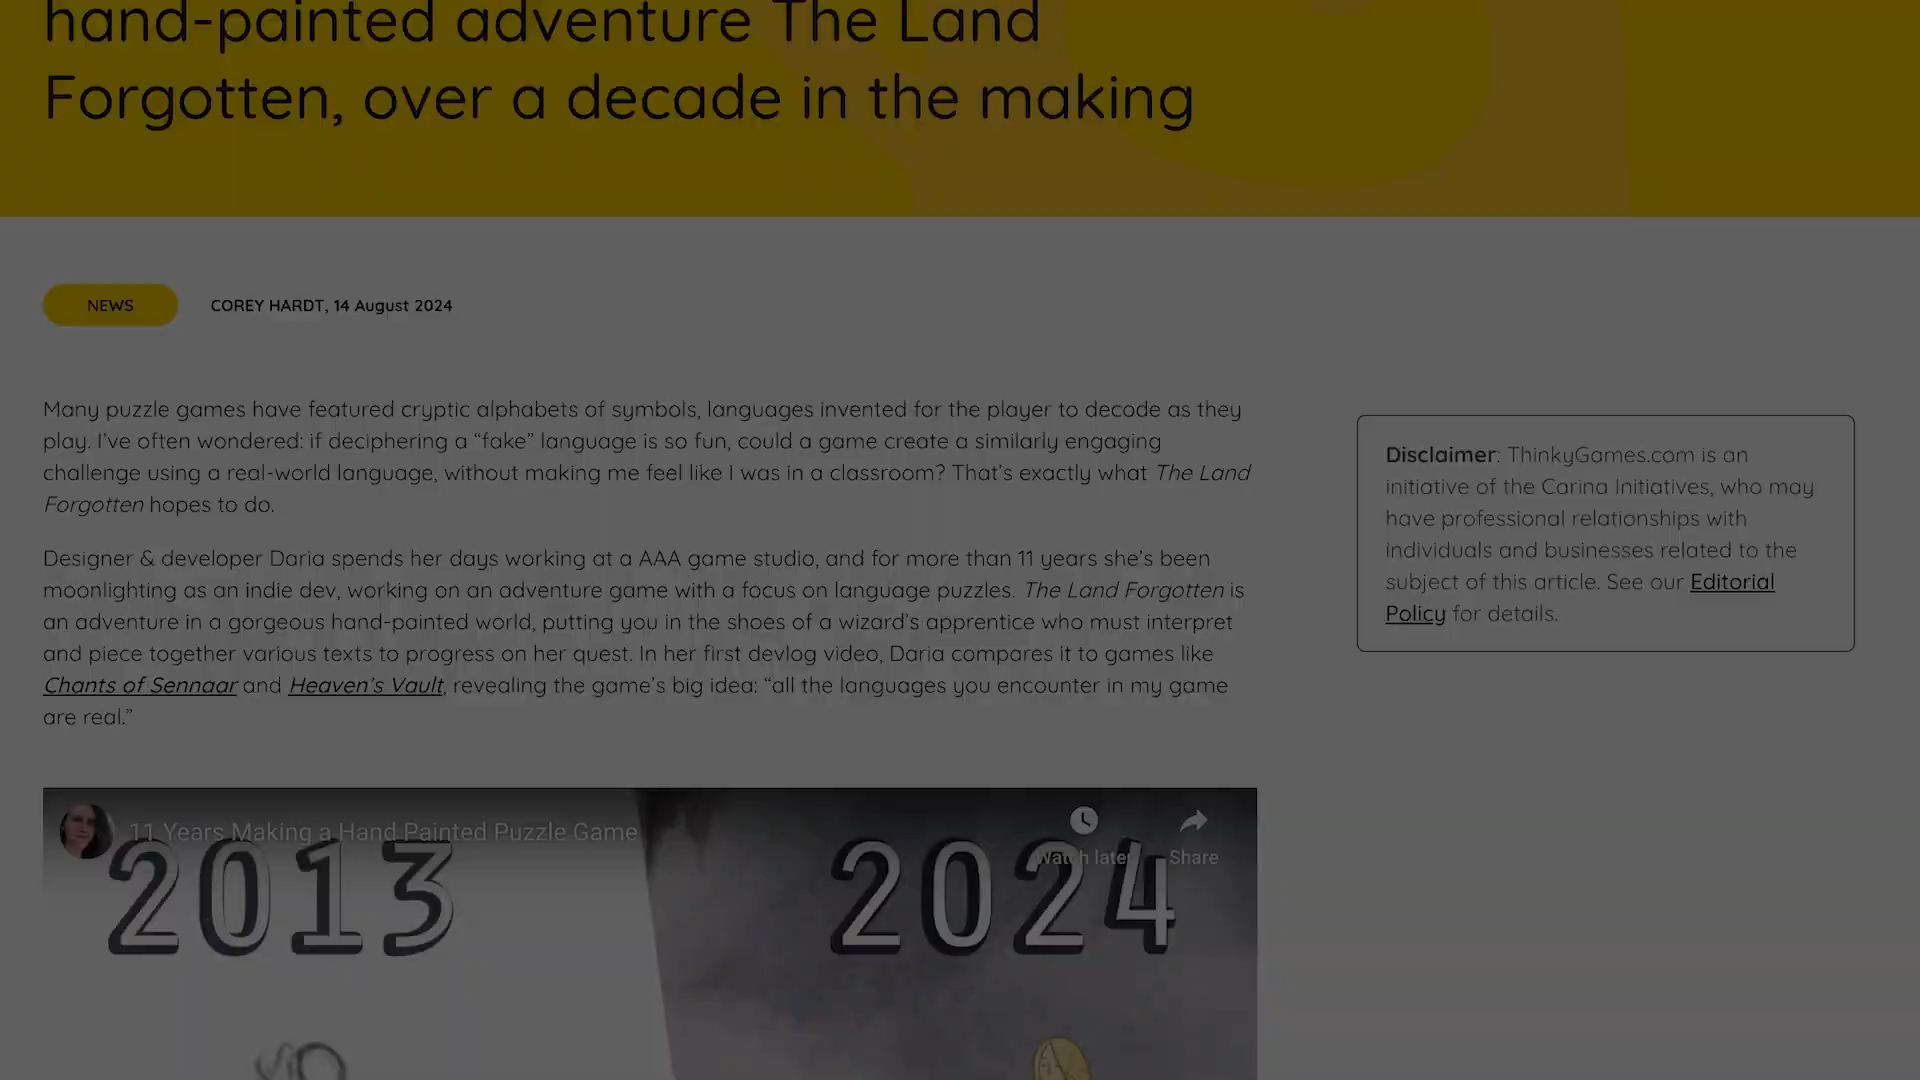 hand-painted adventure The Land
Forgotten, over a decade in the making
NEWS
COREY HARDT, 14 August 2024
Many puzzle games have featured cryptic alphabets of symbols, languages invented for the player to decode as they
play. I've often wondered: if deciphering a “fake” language is so fun, could a game create a similarly engaging
challenge using a real-world language, without making me feel like I was in a classroom? That's exactly what The Land
Forgotten hopes to do.
Designer & developer Daria spends her days working at a AAA game studio, and for more than 11 years she's been
moonlighting as an indie dev, working on an adventure game with a focus on language puzzles. The Land Forgotten is
an adventure in a gorgeous hand-painted world, putting you in the shoes of a wizard's apprentice who must interpret
and piece together various texts to progress on her quest. In her first devlog video, Daria compares it to games like
Chants of Sennaar and Heaven's Vault, revealing the game's big idea: “all the languages you encounter in my game
are real.”
Disclaimer: ThinkyGames.com is an
initiative of the Carina Initiatives, who may
have professional relationships with
individuals and businesses related to the
subject of this article. See our Editorial
Policy for details.
11 Years Making a Hand Painted Puzzle Game
Watch later
Share
2013
2024